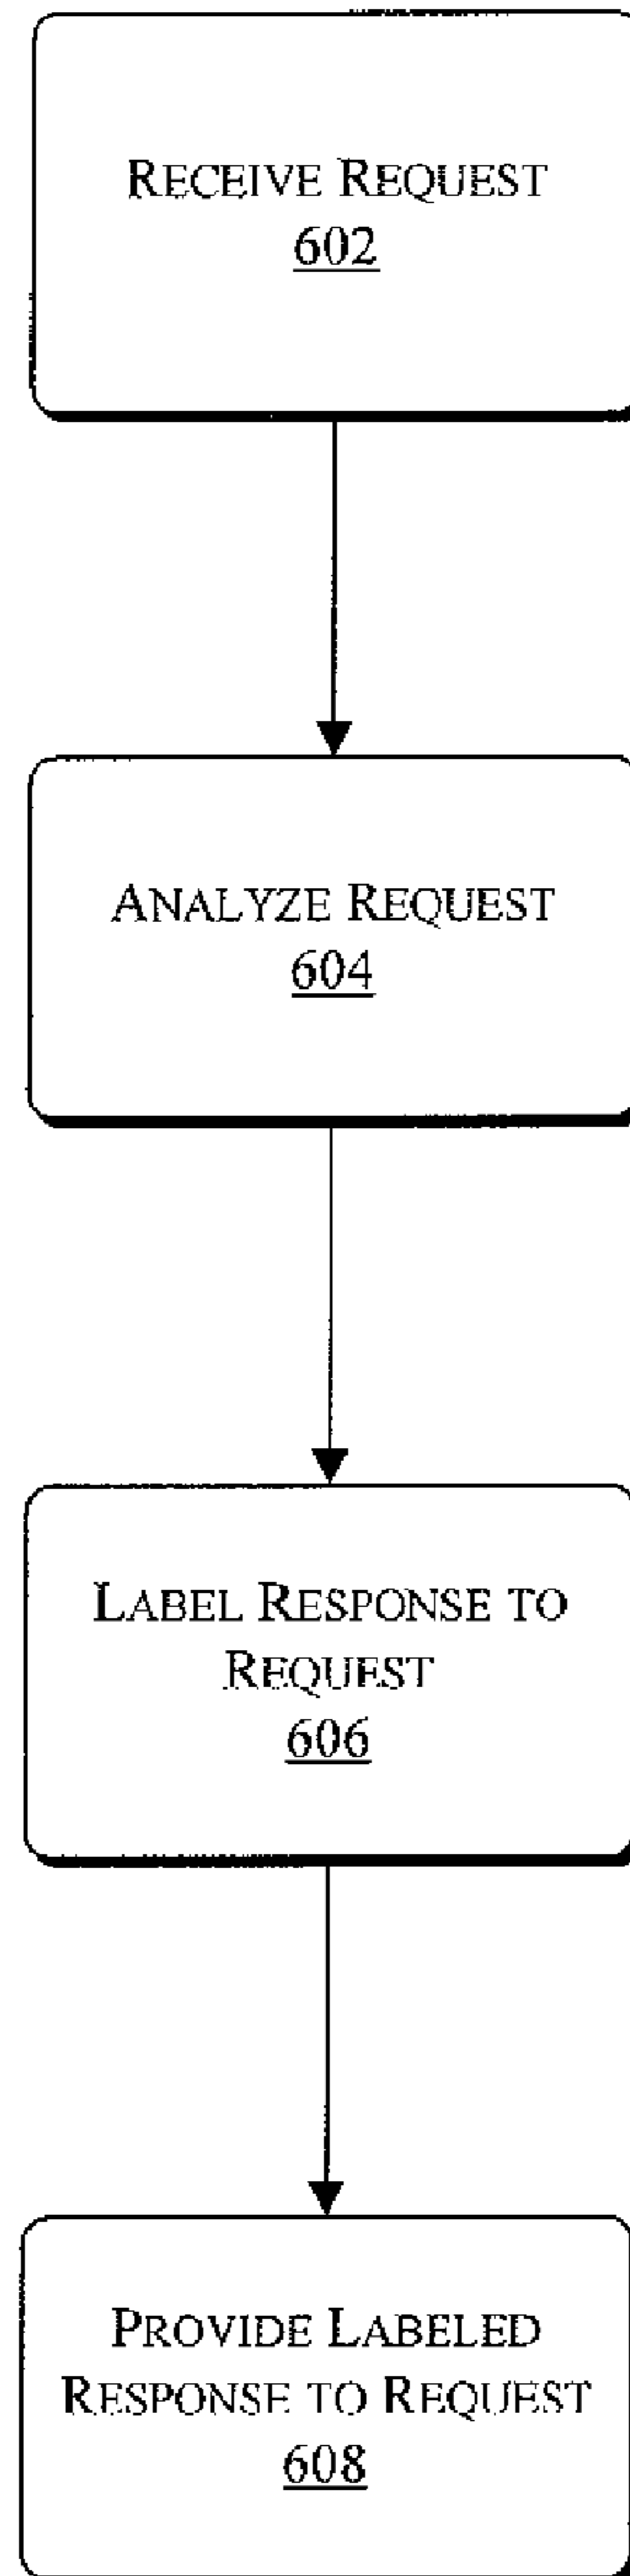 RECEIVE REQUEST
602
ANALYZE REQUEST
604
LABEL RESPONSE TO
REQUEST
606
PROVIDE LABELED
RESPONSE TO REQUEST
608